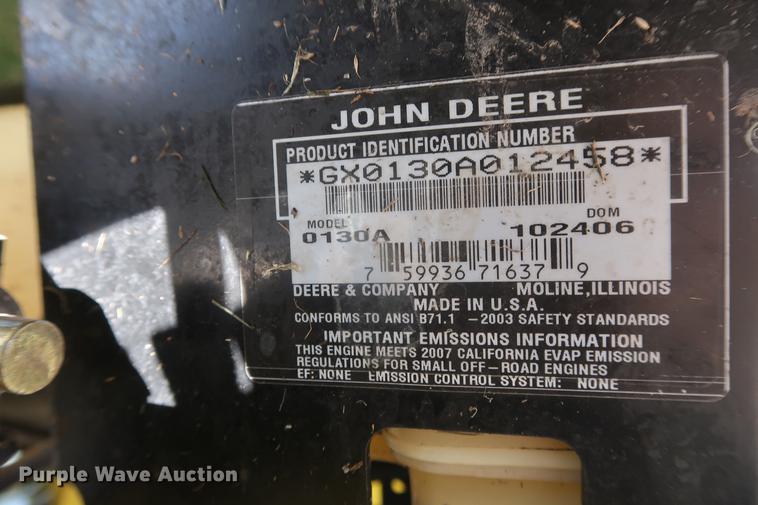 JOHN DEERE
PRODUCT IDENTIFICATION NUMBER
*GX0130A012458*
MODEL DOM
0130A 102406
7 59936 71637 9
DEERE & COMPANY MOLINE, ILLINOIS
MADE IN U.S.A.
CONFORMS TO ANSI B71.1 -2003 SAFETY STANDARDS
IMPORTANT EMISSIONS INFORMATION
THIS ENGINE MEETS 2007 CALIFORNIA EVAP EMISSION
REGULATIONS FOR SMALL OFF-ROAD ENGINES
EF: NONE EMISSION CONTROL SYSTEM: NONE
Purple Wave Auction